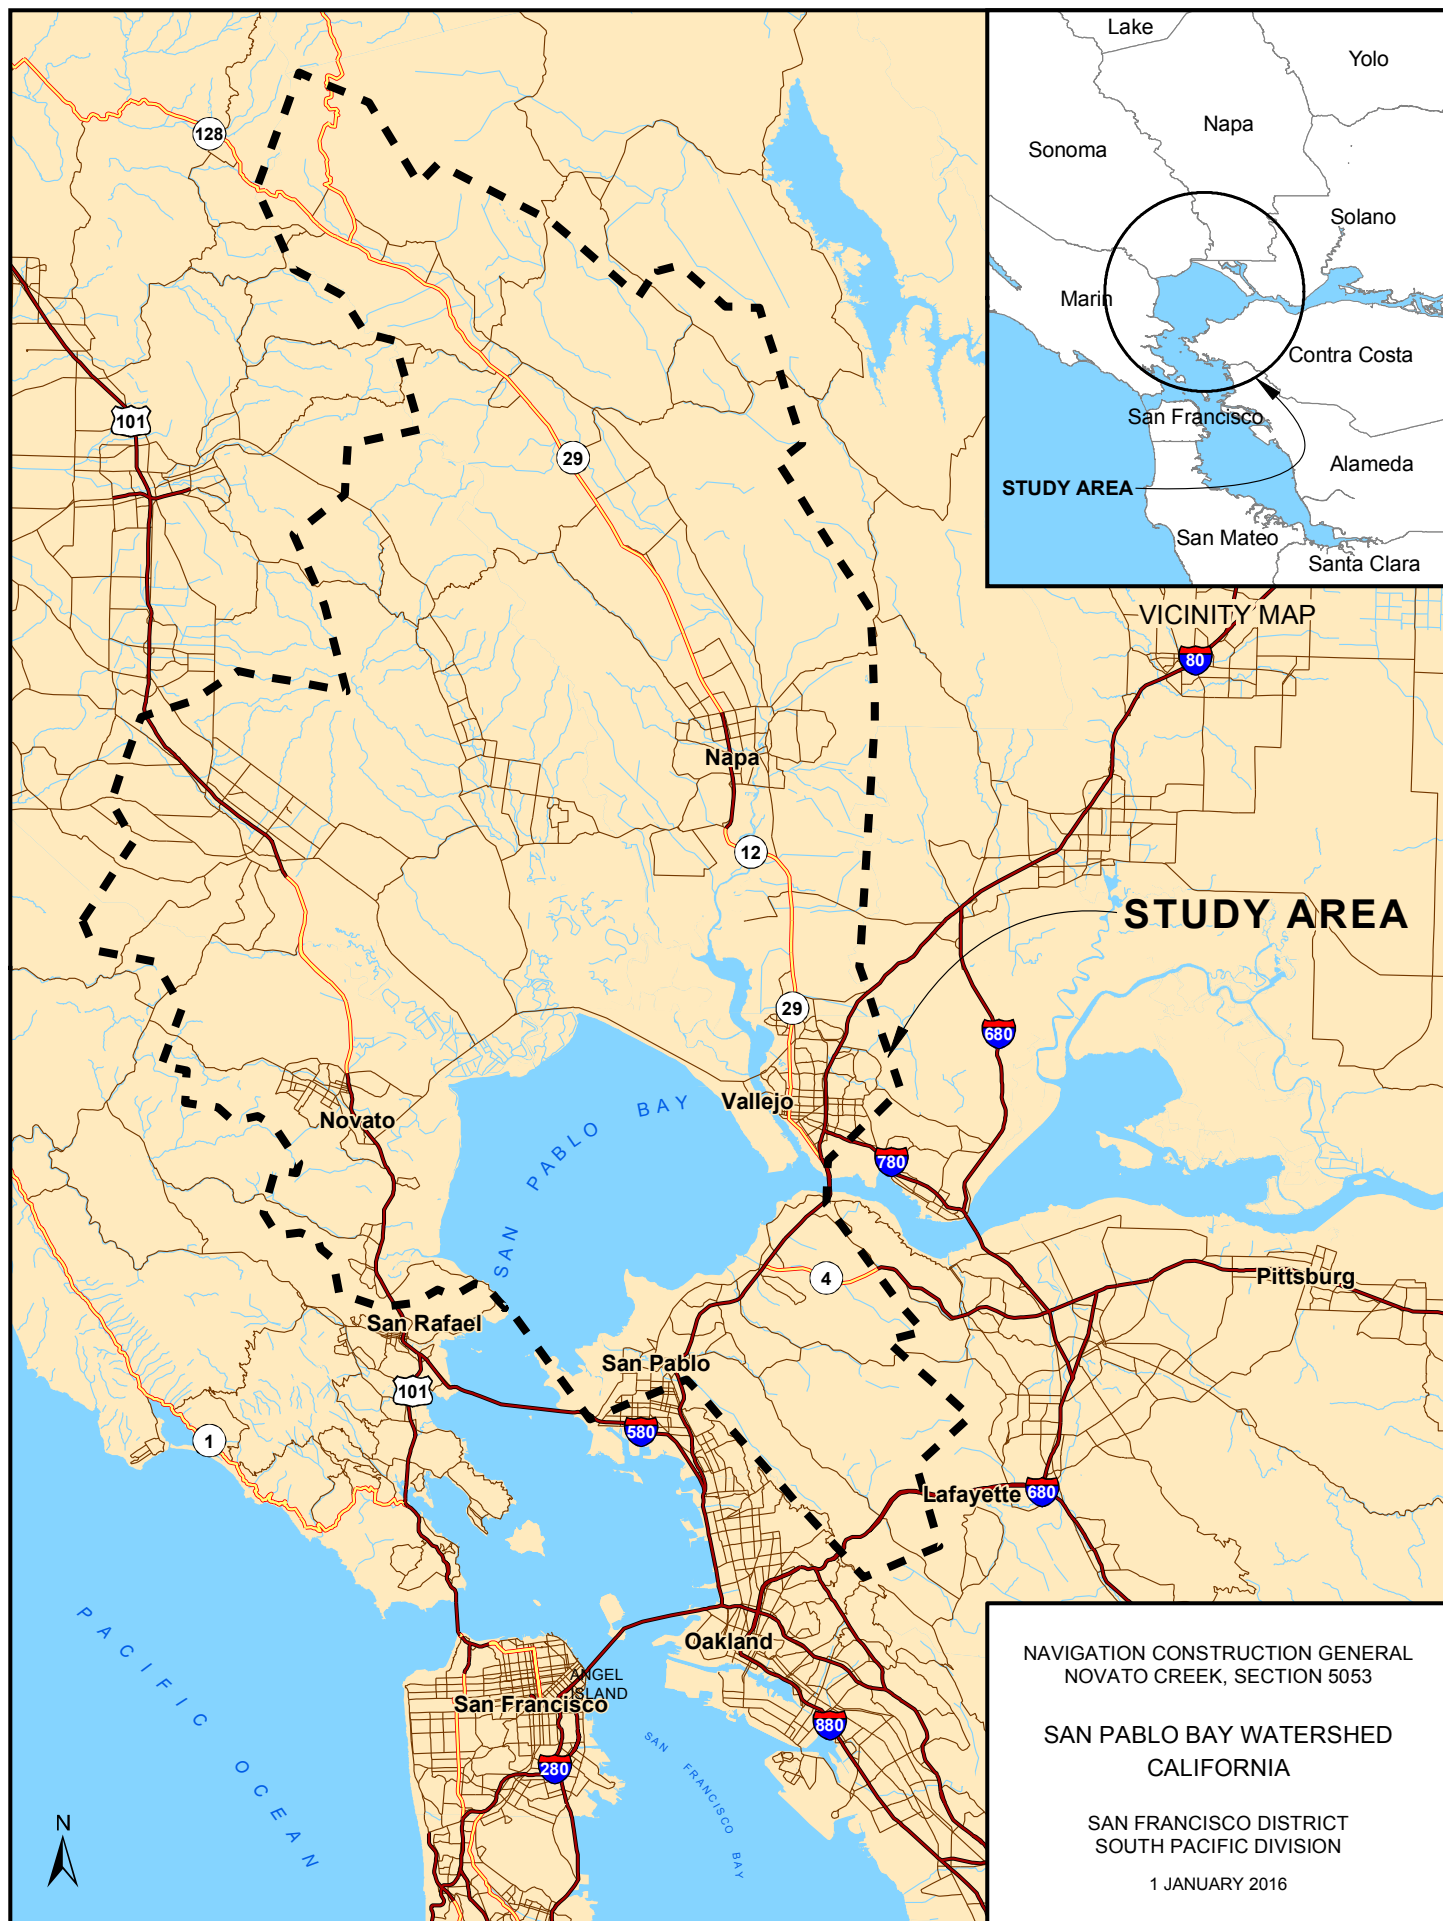 Lake
Yolo
Napa
Sonoma
Solano
Marin
Contra Costa
San Francisco
Alameda
STUDY AREA
San Mateo
Santa Clara
VICINITY MAP
128
101
29
80
Napa
12
STUDY AREA
29
680
Vallejo
Novato
SAN PABLO BAY
780
4
Pittsburg
San Rafael
San Pablo
101
580
1
Lafayette
680
Oakland
ANGEL
ISLAND
San Francisco
880
280
SAN FRANCISCO BAY
PACIFIC OCEAN
N
NAVIGATION CONSTRUCTION GENERAL
NOVATO CREEK, SECTION 5053
SAN PABLO BAY WATERSHED
CALIFORNIA
SAN FRANCISCO DISTRICT
SOUTH PACIFIC DIVISION
1 JANUARY 2016